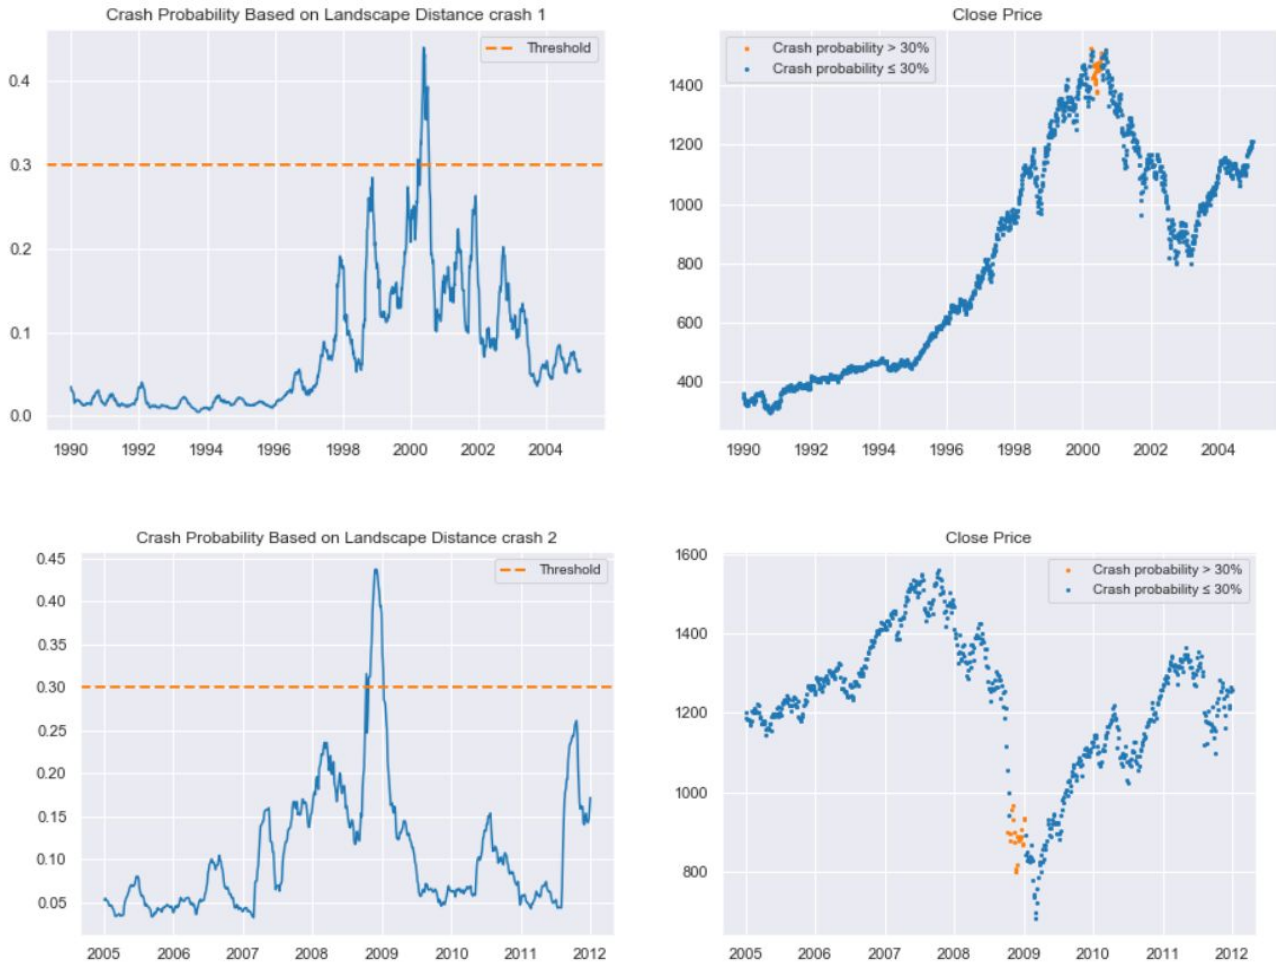 Crash Probability Based on Landscape Distance crash 1
Threshold
0.4
0.3
0.2
0.1
0.0
1990 1992 1994 1996 1998 2000 2002 2004
Close Price
Crash probability > 30%
Crash probability ≤ 30%
1400
1200
1000
800
600
400
1990 1992 1994 1996 1998 2000 2002 2004
Crash Probability Based on Landscape Distance crash 2
Threshold
0.45
0.40
0.35
0.30
0.25
0.20
0.15
0.10
0.05
2005 2006 2007 2008 2009 2010 2011 2012
Close Price
Crash probability > 30%
Crash probability ≤ 30%
1600
1400
1200
1000
800
2005 2006 2007 2008 2009 2010 2011 2012